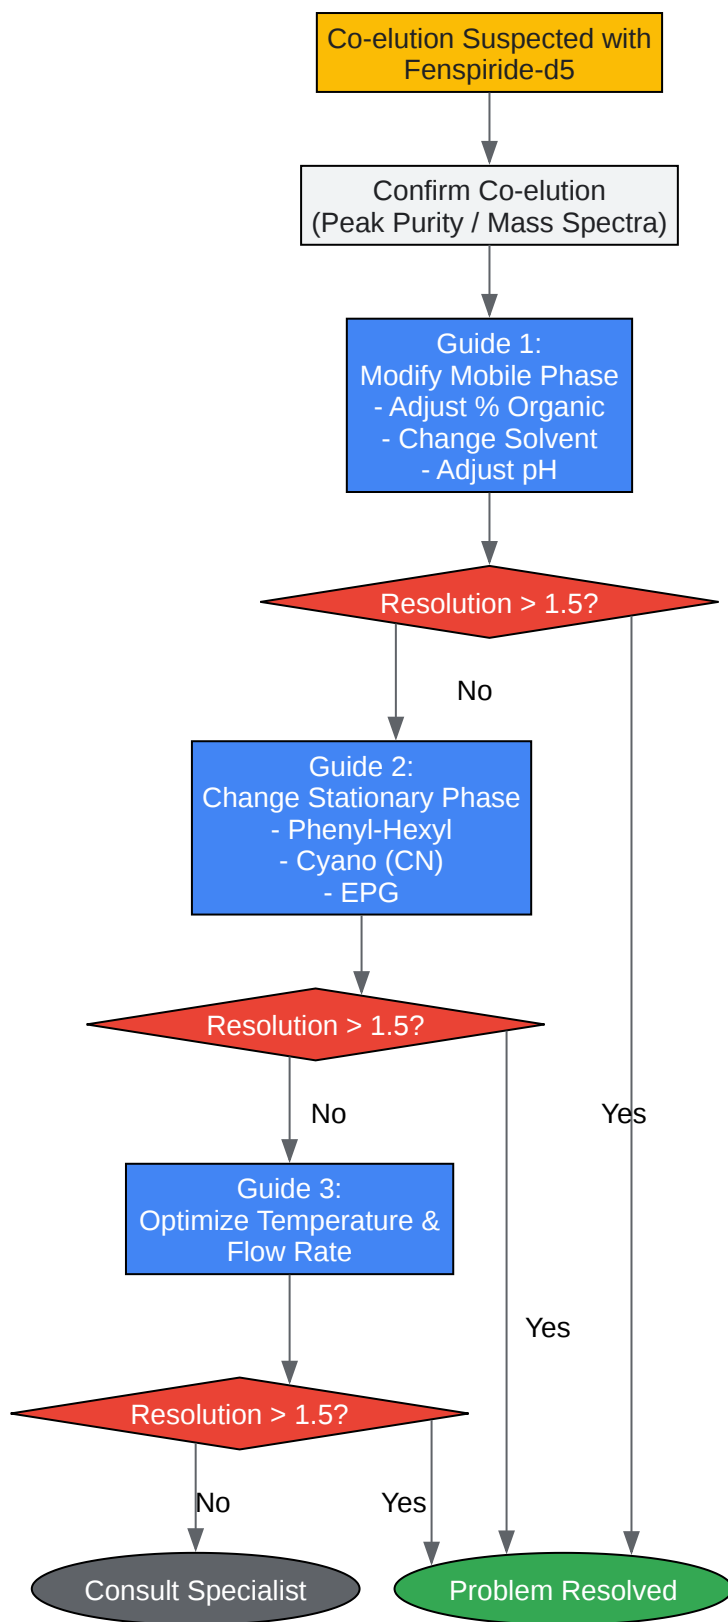 Co-elution Suspected with
Fenspiride-d5
Confirm Co-elution
(Peak Purity / Mass Spectra)
Guide 1:
Modify Mobile Phase
- Adjust % Organic
- Change Solvent
- Adjust pH
Resolution > 1.5?
No
Guide 2:
Change Stationary Phase
- Phenyl-Hexyl
- Cyano (CN)
- EPG
Resolution > 1.5?
No
Yes
Guide 3:
Optimize Temperature &
Flow Rate
Yes
Resolution > 1.5?
No
Yes
Consult Specialist
Problem Resolved